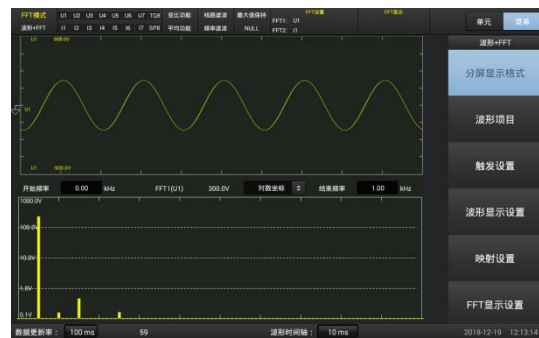 FFT模式 U1 U2 U3 U4 U5 U6 U7 TQ8 变比功能 线路滤波 最大值保持 FFT设置 FFT显示
波形+FFT I1 I2 I3 I4 I5 I6 I7 SP8 平均功能 频率滤波 NULL FFT1: U1
FFT2: I1
单元 菜单
波形+FFT
U1 600.0V
分屏显示格式
U1
波形项目
触发设置
U1 -600.0V
开始频率 0.00 kHz FFT1(U1) 300.0V 对数坐标 结束频率 1.00 kHz
1000.0V
波形显示设置
100.0V
映射设置
10.0V
1.0V
FFT显示设置
0.1V
数据更新率: 100 ms 59 波形时间轴: 10 ms 2018-12-19 12:13:14